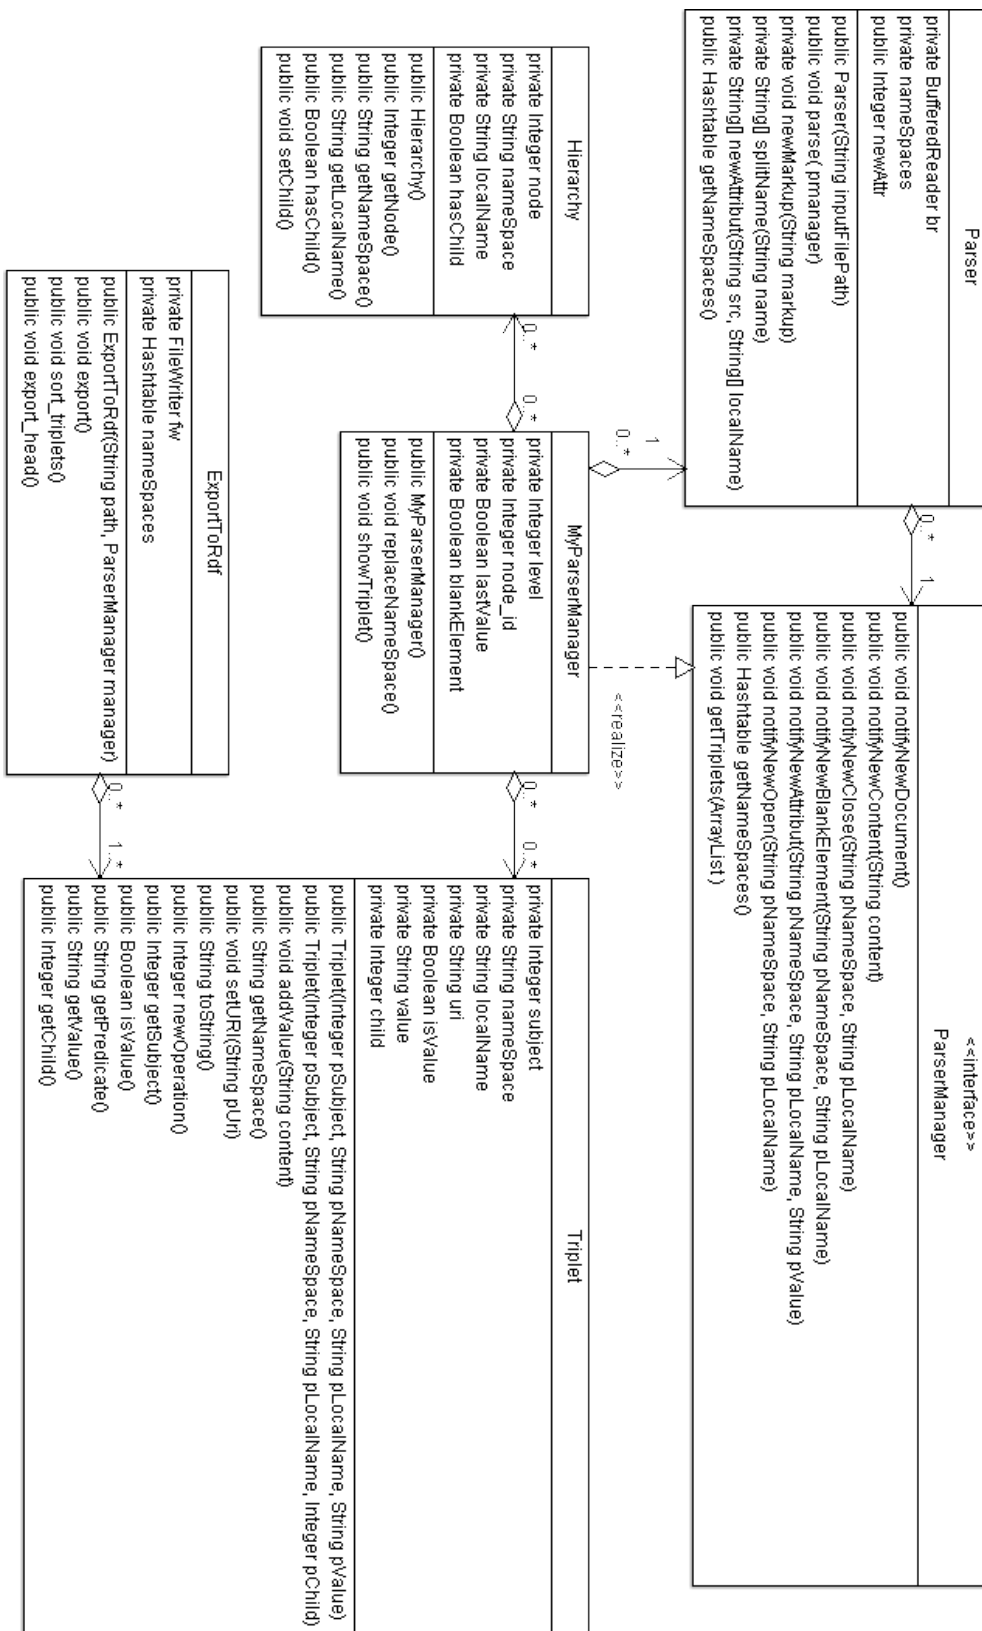 Parser
private BufferedReader br
private nameSpaces
public Integer newAttr
public Parser(String inputFilePath)
public void parse( pmanager)
private void newMarkup(String markup)
private String[] splitName(String name)
private String[] newAttribut(String src, String[] localName)
public Hashtable getNameSpaces()
0..*
1
<<interface>>
ParserManager
public void notifyNewDocument()
public void notifyNewContent(String content)
public void notiyNewClose(String pNameSpace, String pLocalName)
public void notifyNewBlankElement(String pNameSpace, String pLocalName)
public void notifyNewAttribut(String pNameSpace, String pLocalName, String pValue)
public void notifyNewOpen(String pNameSpace, String pLocalName)
public Hashtable getNameSpaces()
public void getTriplets(ArrayList )
1
0..*
<<realize>>
Hierarchy
private Integer node
private String nameSpace
private String localName
private Boolean hasChild
public Hierarchy()
public Integer getNode()
public String getNameSpace()
public String getLocalName()
public Boolean hasChild()
public void setChild()
0..*
0..*
MyParserManager
private Integer level
private Integer node_id
private Boolean lastValue
private Boolean blankElement
public MyParserManager()
public void replaceNameSpace()
public void showTriplet()
0..*
0..*
Triplet
private Integer subject
private String nameSpace
private String localName
private String uri
private Boolean isValue
private String value
private Integer child
public Triplet(Integer pSubject, String pNameSpace, String pLocalName, String pValue)
public Triplet(Integer pSubject, String pNameSpace, String pLocalName, Integer pChild)
public void addValue(String content)
public String getNameSpace()
public void setURI(String pUri)
public String toString()
public Integer newOperation()
public Integer getSubject()
public Boolean isValue()
public String getPredicate()
public String getValue()
public Integer getChild()
ExportToRdf
private FileWriter fw
private Hashtable nameSpaces
public ExportToRdf(String path, ParserManager manager)
public void export()
public void sort_triplets()
public void export_head()
0..*
1..*